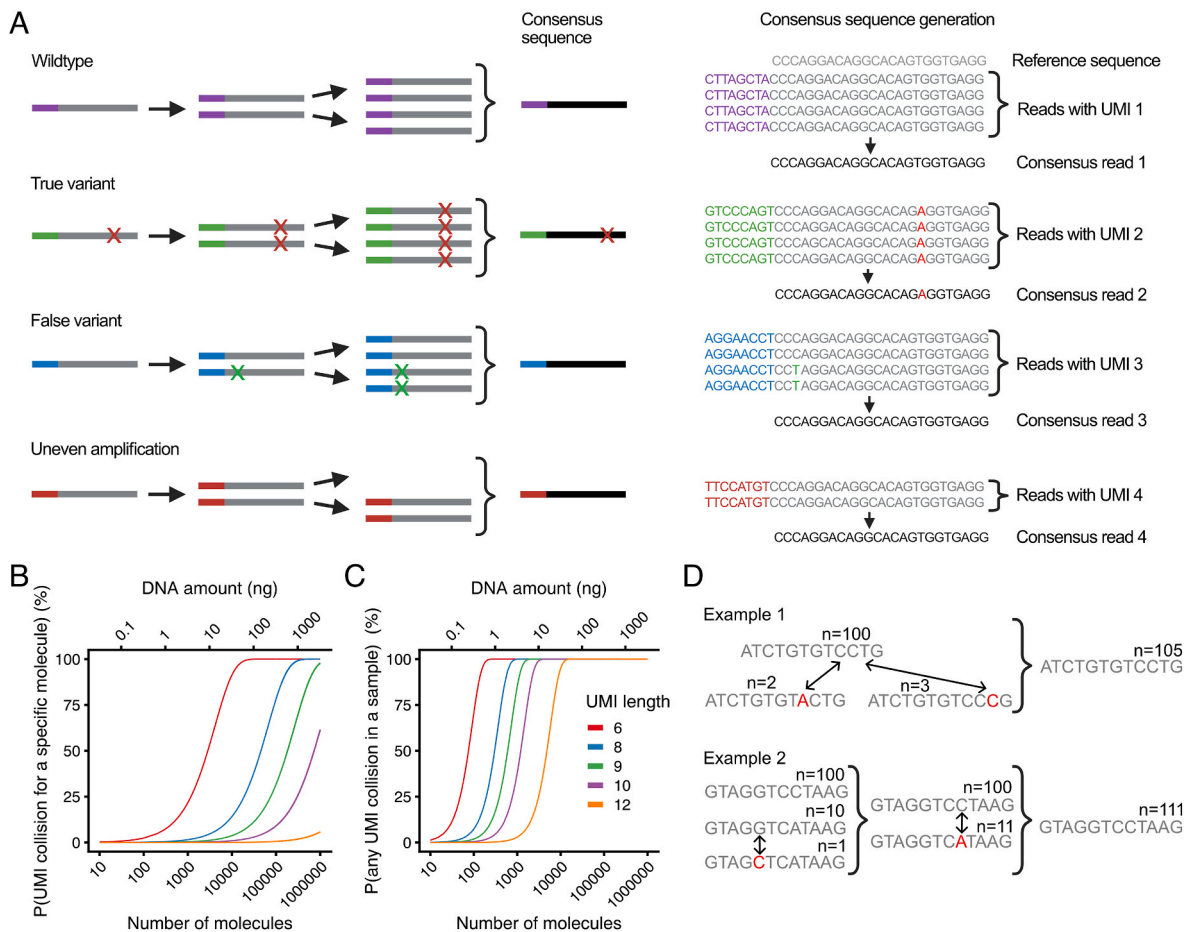 A
Consensus
sequence
Consensus sequence generation
Wildtype
CCCAGGACAGGCACAGTGGTGAGG Reference sequence
CTTAGCTACCCAGGACAGGCACAGTGGTGAGG
CTTAGCTACCCAGGACAGGCACAGTGGTGAGG
CTTAGCTACCCAGGACAGGCACAGTGGTGAGG
CTTAGCTACCCAGGACAGGCACAGTGGTGAGG
Reads with UMI 1
CCCAGGACAGGCACAGTGGTGAGG Consensus read 1
True variant
GTCCCAGTCCCAGGACAGGCACAGAGGTGAGG
GTCCCAGTCCCAGGACAGGCACAGAGGTGAGG
GTCCCAGTCCCAGGACAGGCACAGAGGTGAGG
GTCCCAGTCCCAGGACAGGCACAGAGGTGAGG
Reads with UMI 2
CCCAGGACAGGCACAGAGGTGAGG Consensus read 2
False variant
AGGAACCTCCCAGGACAGGCACAGTGGTGAGG
AGGAACCTCCCAGGACAGGCACAGTGGTGAGG
AGGAACCTCCTAGGACAGGCACAGTGGTGAGG
AGGAACCTCCTAGGACAGGCACAGTGGTGAGG
Reads with UMI 3
CCCAGGACAGGCACAGTGGTGAGG Consensus read 3
Uneven amplification
TTCCATGTCCCAGGACAGGCACAGTGGTGAGG
TTCCATGTCCCAGGACAGGCACAGTGGTGAGG
Reads with UMI 4
CCCAGGACAGGCACAGTGGTGAGG Consensus read 4
B
DNA amount (ng)
0.1 1 10 100 1000
P(UMI collision for a specific molecule) (%)
100
75
50
25
0
10 100 1000 10000 100000 1000000
Number of molecules
C
DNA amount (ng)
0.1 1 10 100 1000
P(any UMI collision in a sample) (%)
100
75
50
25
0
UMI length
6
8
9
10
12
10 100 1000 10000 100000 1000000
Number of molecules
D
Example 1
n=100
ATCTGTGTCCTG
n=2
ATCTGTGTACTG
n=3
ATCTGTGTCCCG
n=105
ATCTGTGTCCTG
Example 2
n=100
GTAGGTCCTAAG
n=10
GTAGGTCATAAG
n=1
GTAGCTCATAAG
n=100
GTAGGTCCTAAG
n=11
GTAGGTCATAAG
n=111
GTAGGTCCTAAG